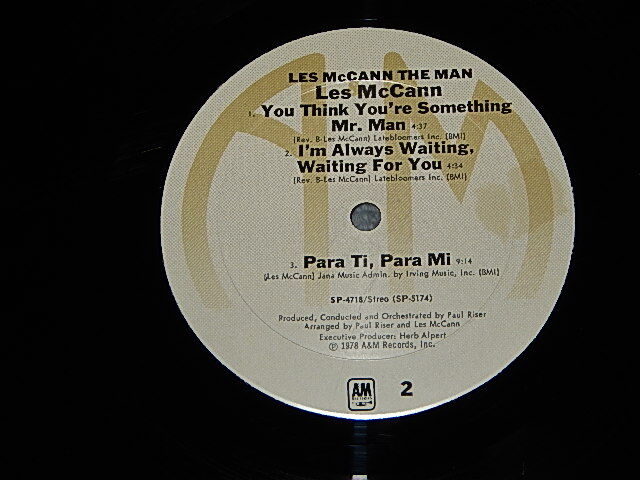 LES McCANN THE MAN
Les McCann
1. You Think You're Something
Mr. Man 4:37
(Rev. B-Les McCann) Latebloomers Inc. (BMI)
2. I'm Always Waiting,
Waiting For You 4:34
(Rev. B-Les McCann) Latebloomers Inc. (BMI)
3. Para Ti, Para Mi 9:14
(Les McCann) Jana Music Admin. by Irving Music, Inc. (BMI)
SP-4718/Streo (SP-5174)
Produced, Conducted and Orchestrated by Paul Riser
Arranged by Paul Riser and Les McCann
Executive Producer: Herb Alpert
℗ 1978 A&M Records, Inc.
AM
2